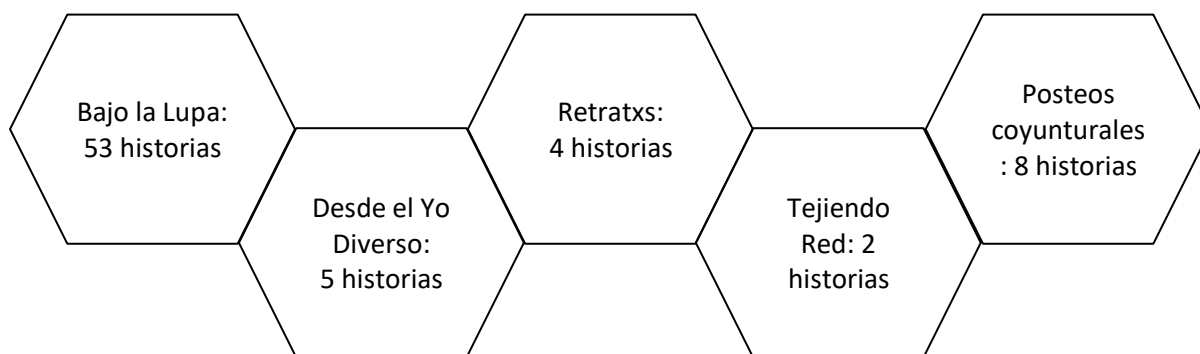 Bajo la Lupa:
53 historias
Desde el Yo
Diverso:
5 historias
Retratxs:
4 historias
Tejiendo
Red: 2
historias
Posteos
coyunturales
: 8 historias